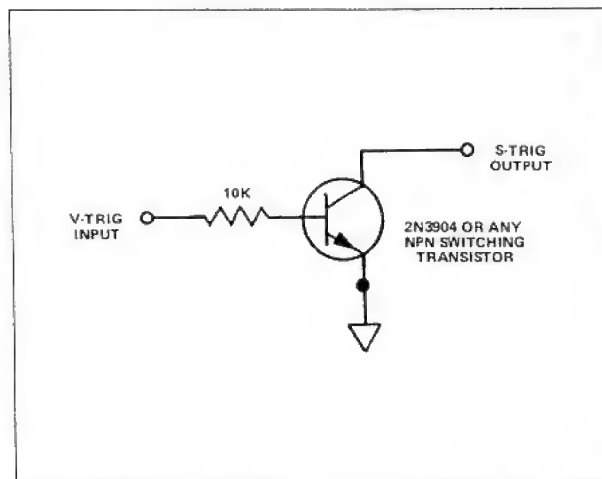 S-TRIG
OUTPUT
10K
V-TRIG
INPUT
2N3904 OR ANY
NPN SWITCHING
TRANSISTOR